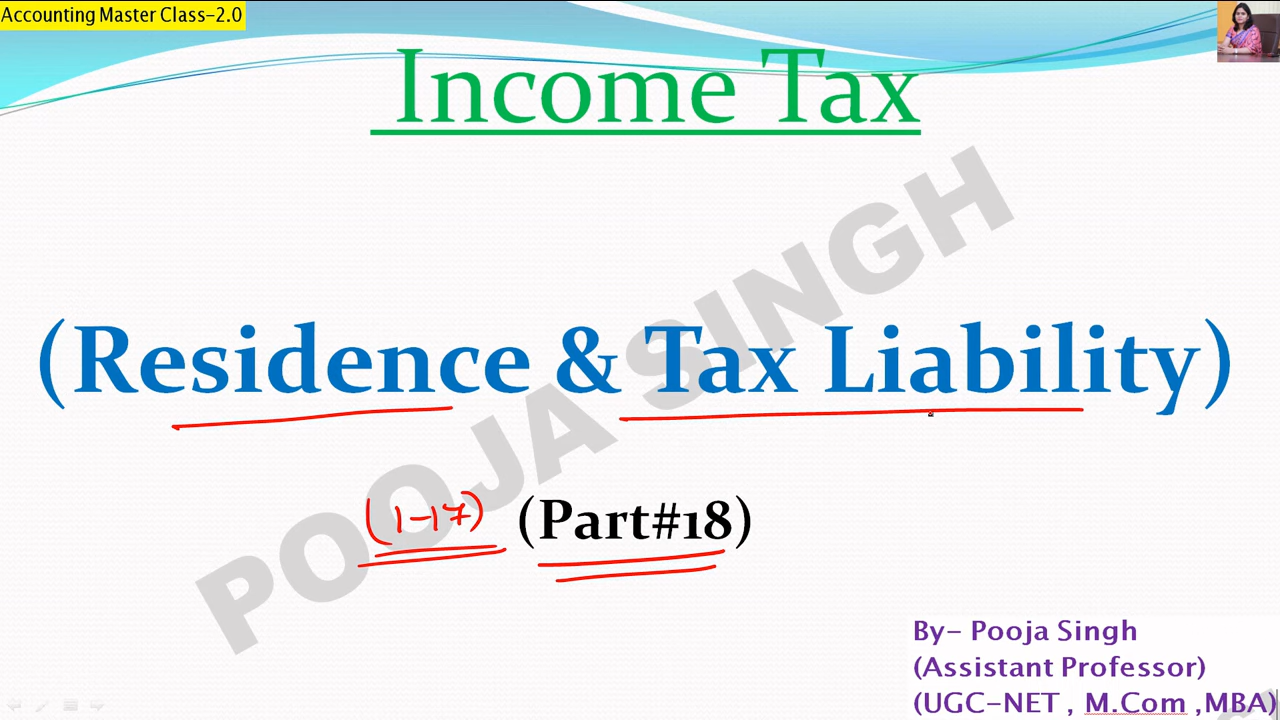 Accounting Master Class-2.0
Income Tax
(Residence & Tax Liability)
(1-17) (Part#18)
POOJA SINGH
By- Pooja Singh
(Assistant Professor)
(UGC-NET , M.Com ,MBA)